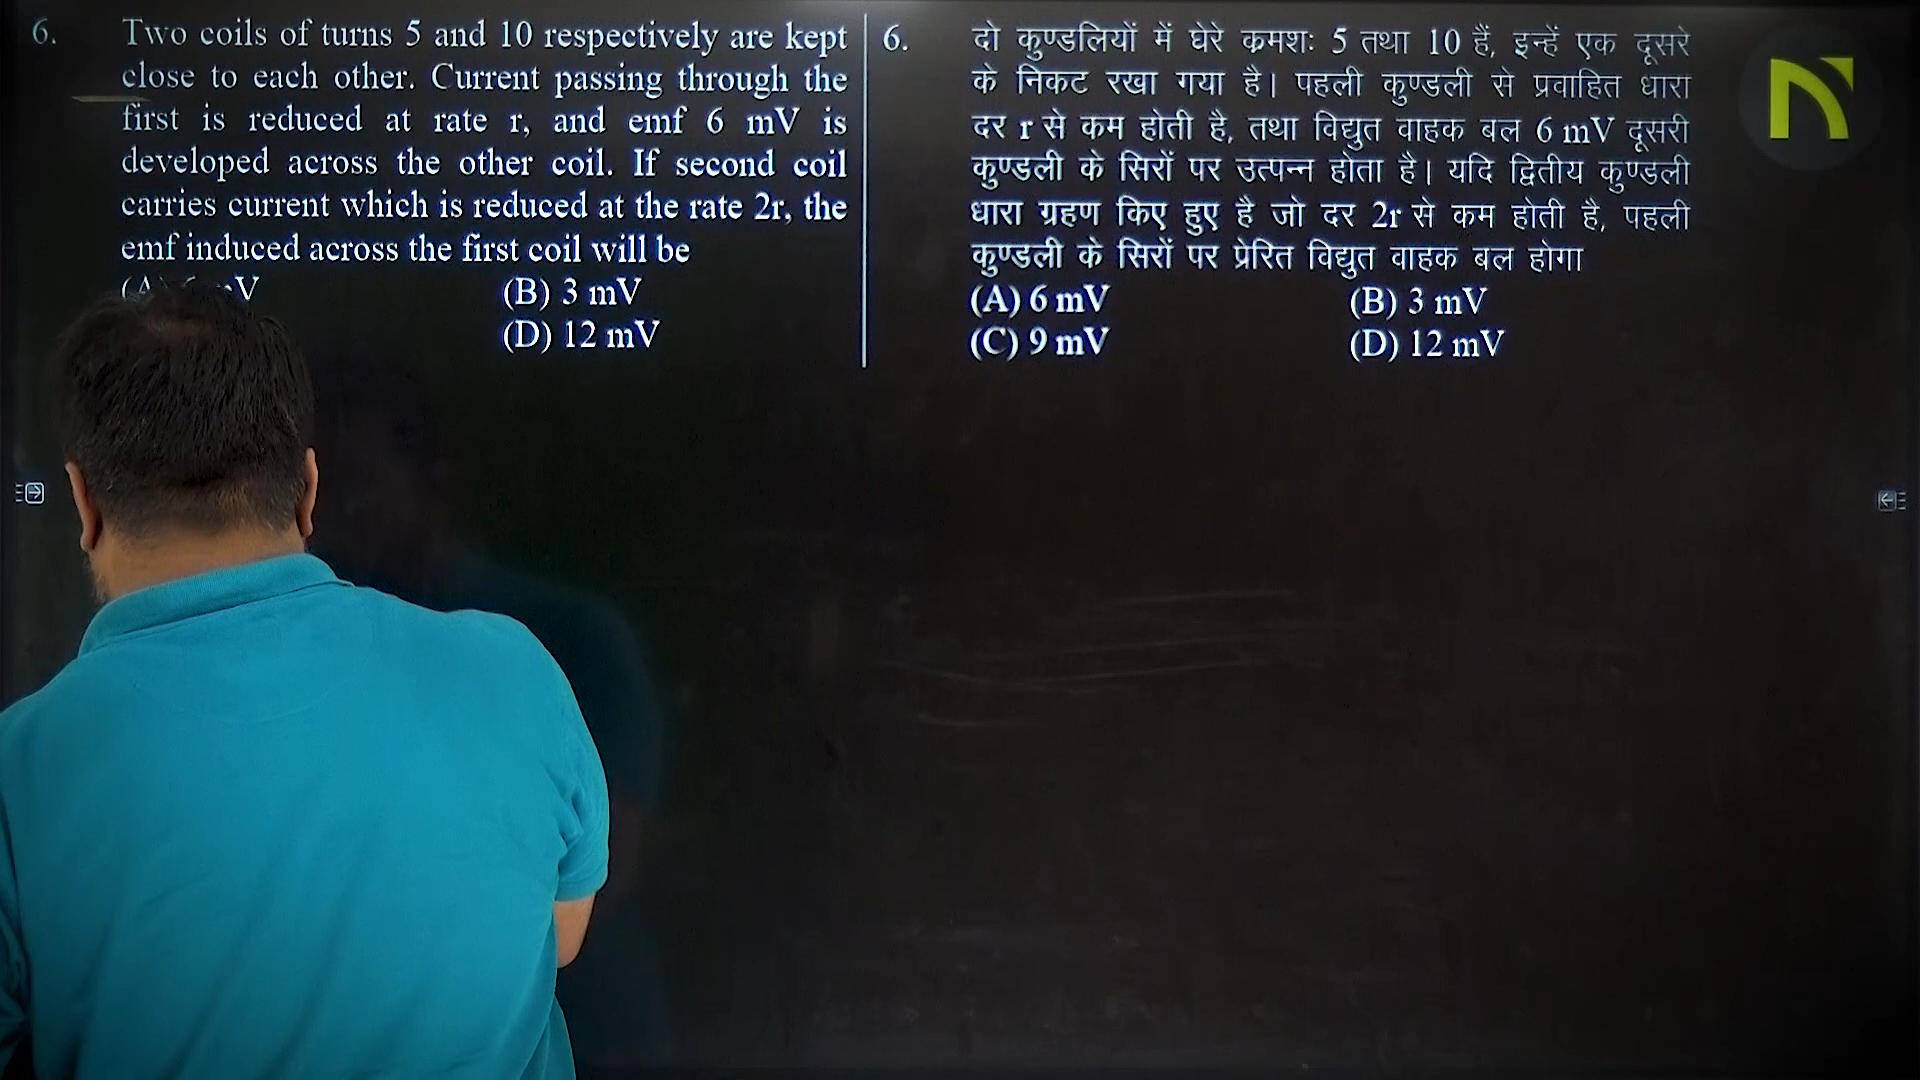 6. Two coils of turns 5 and 10 respectively are kept
close to each other. Current passing through the
first is reduced at rate r, and emf 6 mV is
developed across the other coil. If second coil
carries current which is reduced at the rate 2r, the
emf induced across the first coil will be
(B) 3 mV
(D) 12 mV
6. दो कुण्डलियों में घेरे क्रमशः 5 तथा 10 हैं, इन्हें एक दूसरे
के निकट रखा गया है। पहली कुण्डली से प्रवाहित धारा
दर r से कम होती है, तथा विद्युत वाहक बल 6 mV दूसरी
कुण्डली के सिरों पर उत्पन्न होता है। यदि द्वितीय कुण्डली
धारा ग्रहण किए हुए है जो दर 2r से कम होती है, पहली
कुण्डली के सिरों पर प्रेरित विद्युत वाहक बल होगा
(A) 6 mV (B) 3 mV
(C) 9 mV (D) 12 mV